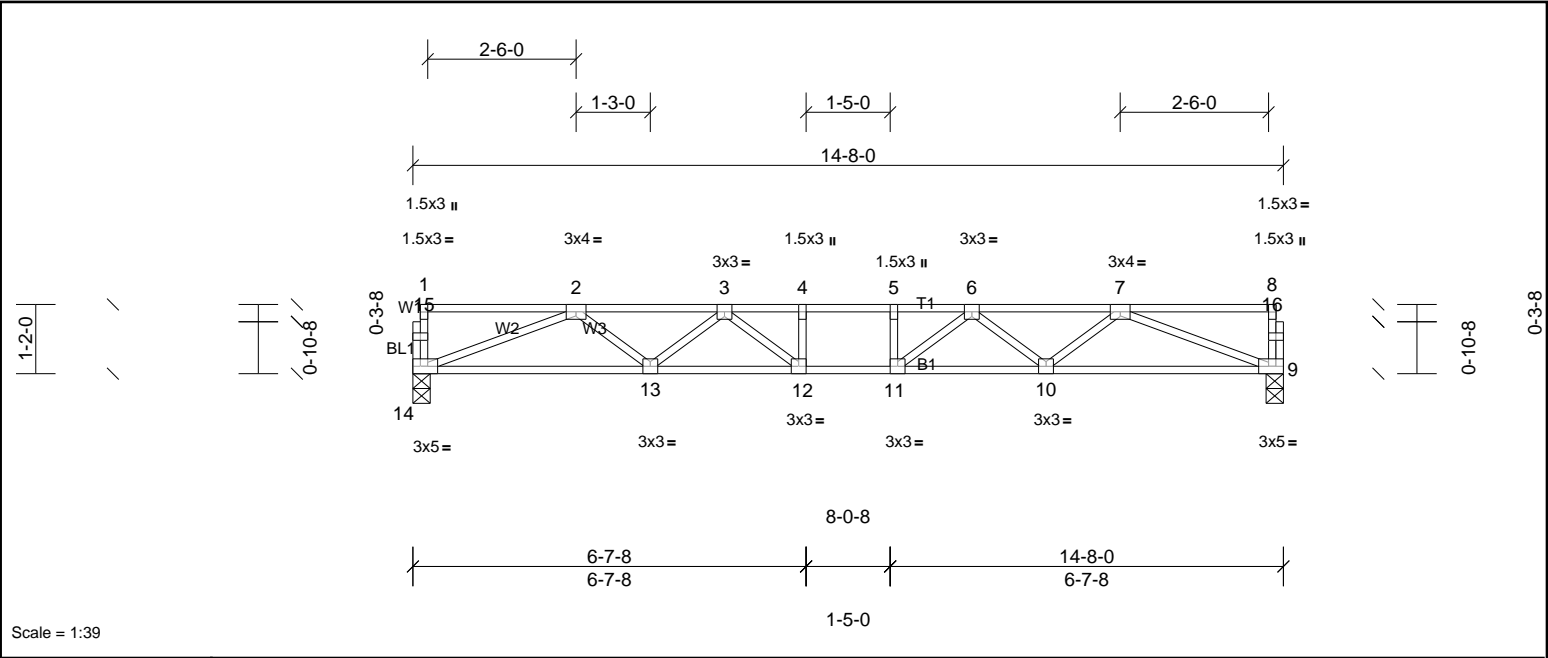 2-6-0
1-3-0 1-5-0 2-6-0
14-8-0
1.5x3 II 1.5x3 =
1.5x3 = 3x4 = 1.5x3 II 3x3 = 1.5x3 II
3x3 = 1.5x3 II 3x4 =
1 2 3 4 5 6 7 8
W1 15 T1 16
0-3-8 0-3-8
W2 W3
1-2-0 0-10-8 BL1 0-10-8
B1 9
13 12 11 10
14
3x3 = 3x3 =
3x5 = 3x3 = 3x3 = 3x5 =
8-0-8
6-7-8 14-8-0
6-7-8 6-7-8
1-5-0
Scale = 1:39